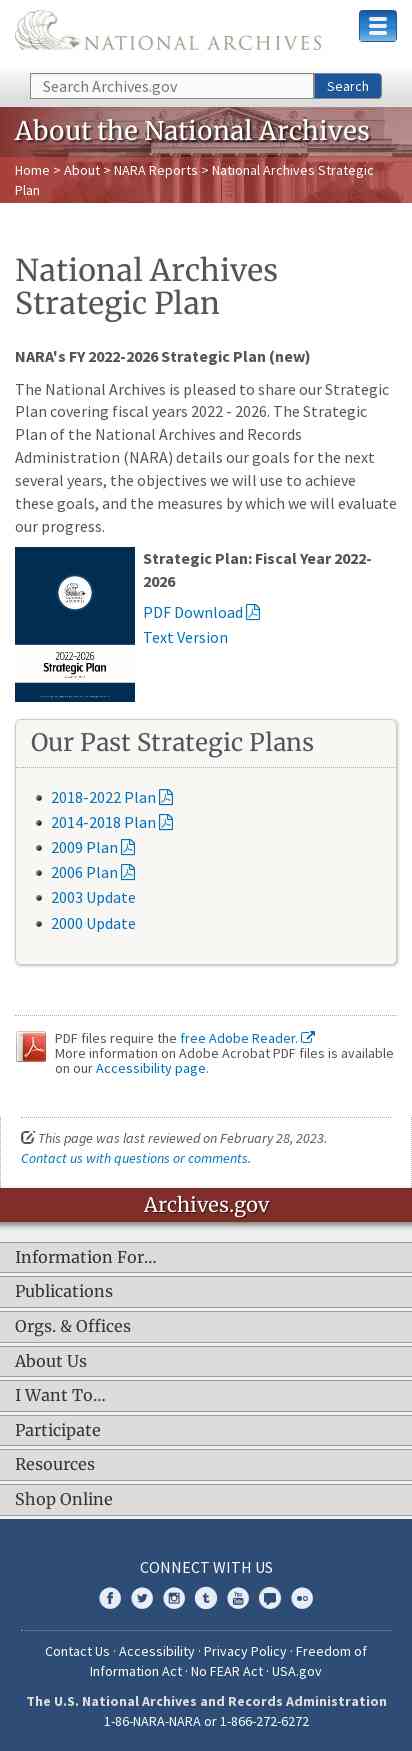 NATIONAL ARCHIVES
Search Archives.gov
Search
About the National Archives
Home > About > NARA Reports > National Archives Strategic
Plan
National Archives
Strategic Plan
NARA's FY 2022-2026 Strategic Plan (new)
The National Archives is pleased to share our Strategic
Plan covering fiscal years 2022 - 2026. The Strategic
Plan of the National Archives and Records
Administration (NARA) details our goals for the next
several years, the objectives we will use to achieve
these goals, and the measures by which we will evaluate
our progress.
2022–2026
Strategic Plan
Strategic Plan: Fiscal Year 2022-
2026
PDF Download
Text Version
Our Past Strategic Plans
2018-2022 Plan
2014-2018 Plan
2009 Plan
2006 Plan
2003 Update
2000 Update
PDF files require the free Adobe Reader.
More information on Adobe Acrobat PDF files is available
on our Accessibility page.
This page was last reviewed on February 28, 2023.
Contact us with questions or comments.
Archives.gov
Information For…
Publications
Orgs. & Offices
About Us
I Want To…
Participate
Resources
Shop Online
CONNECT WITH US
Contact Us · Accessibility · Privacy Policy · Freedom of
Information Act · No FEAR Act · USA.gov
The U.S. National Archives and Records Administration
1-86-NARA-NARA or 1-866-272-6272